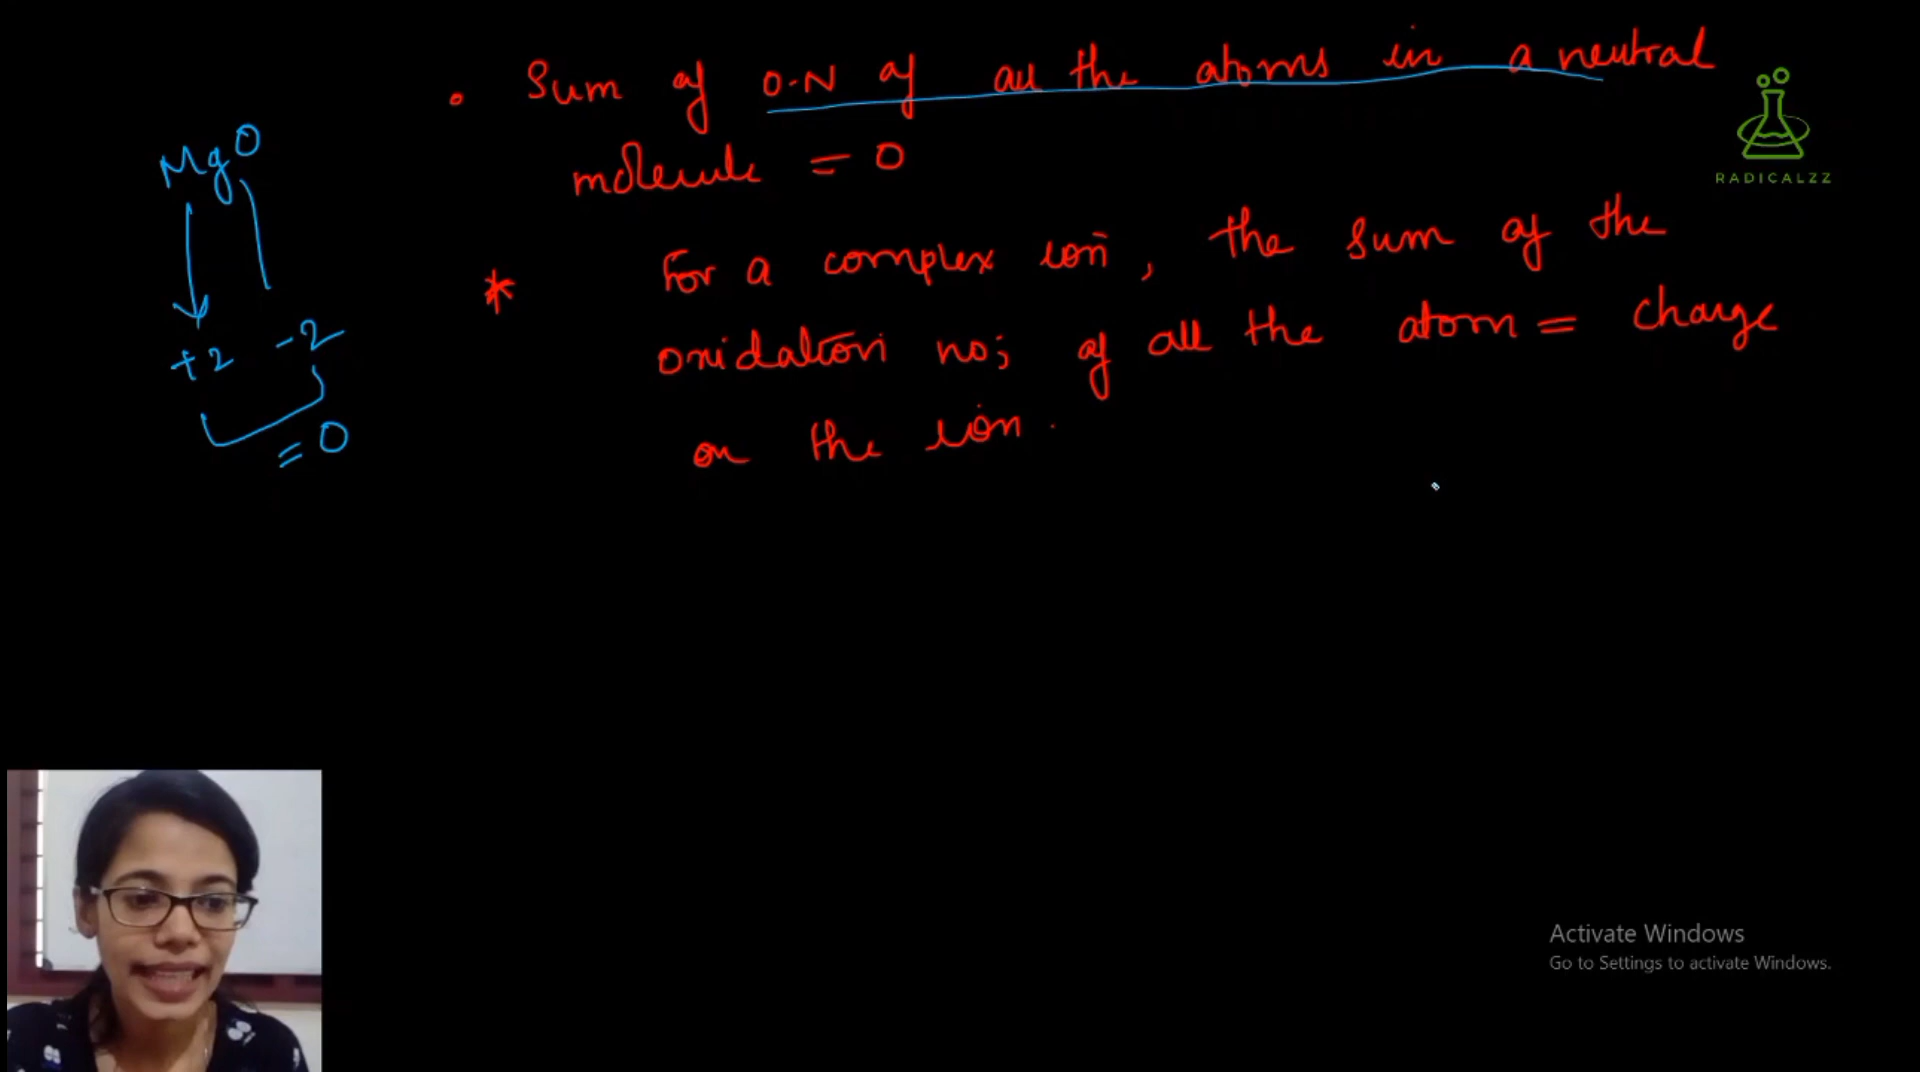 • Sum of O.N of all the atoms in a neutral
molecule = 0
MgO
+2 -2
= 0
RADICALZZ
* For a complex ion, the sum of the
oxidation no; of all the atom = charge
on the ion.
Activate Windows
Go to Settings to activate Windows.